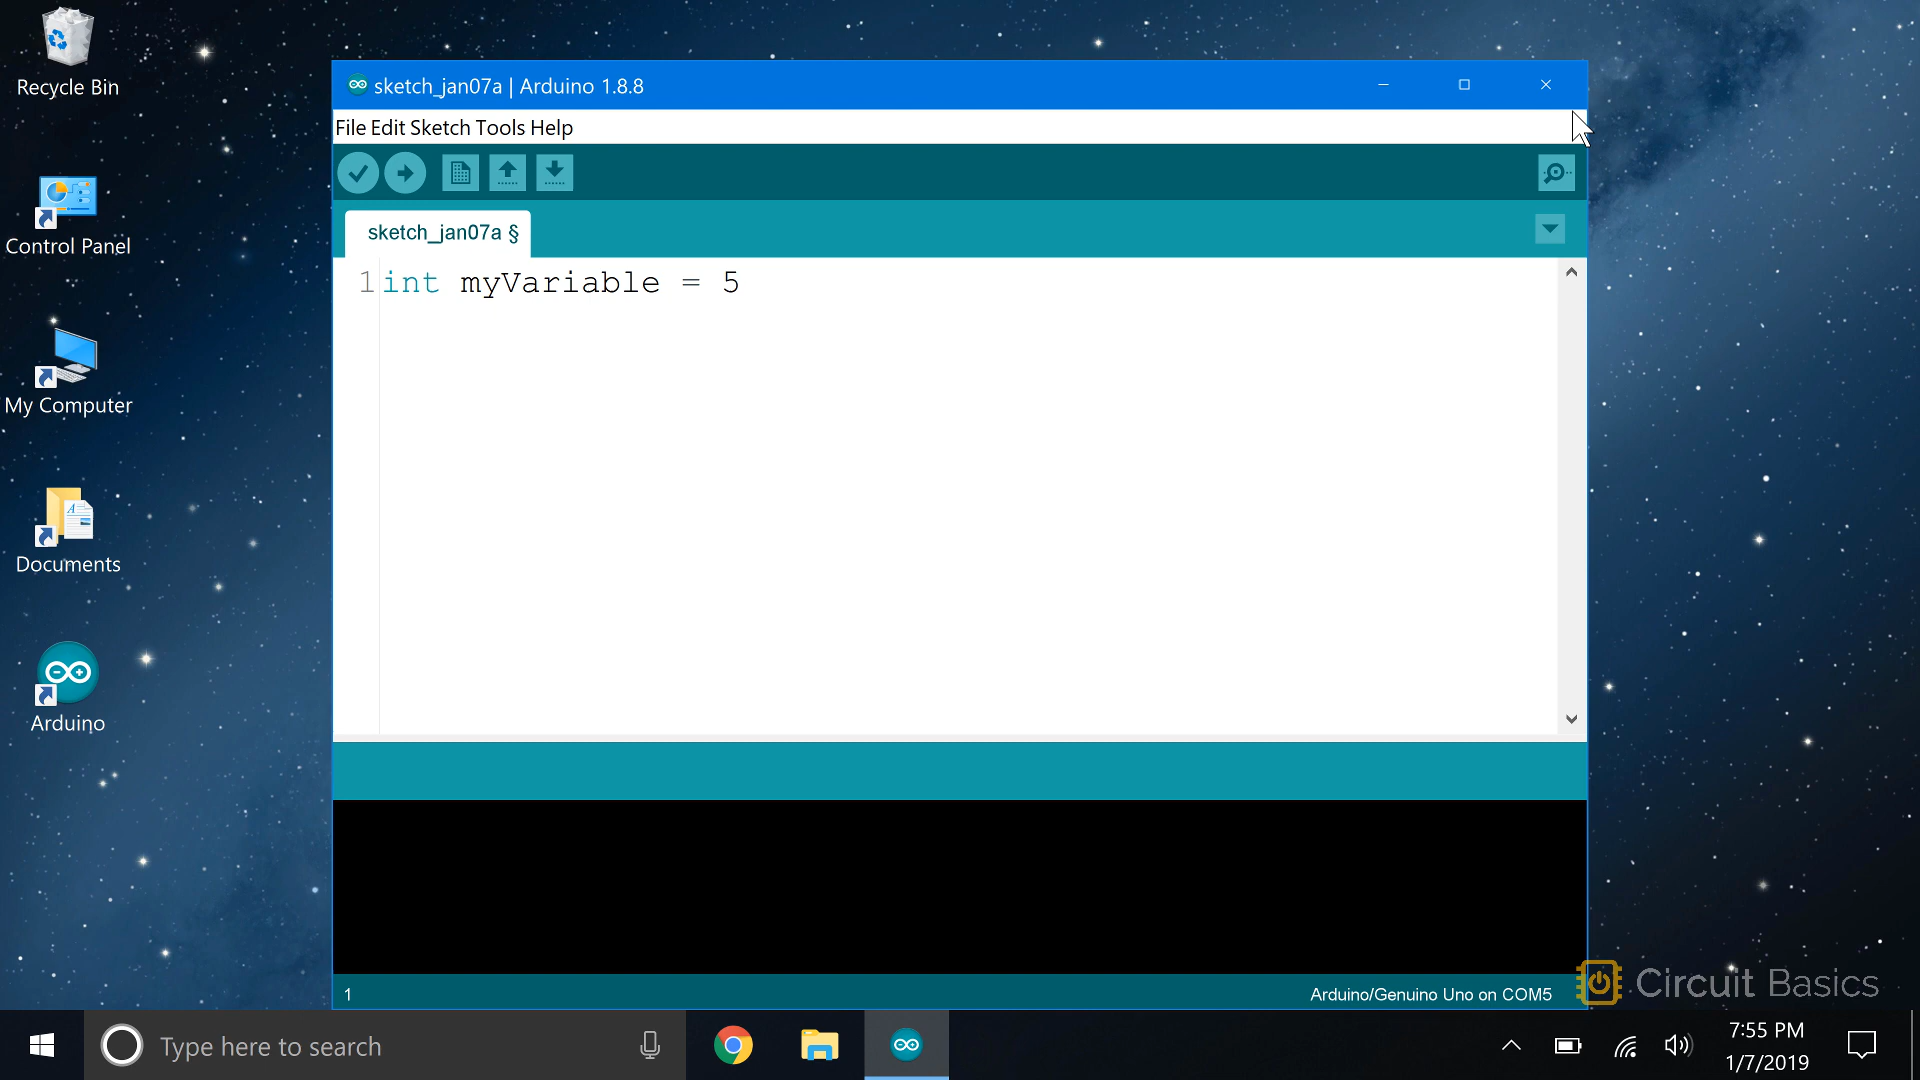 Recycle Bin
Control Panel
My Computer
Documents
Arduino
sketch_jan07a | Arduino 1.8.8
File Edit Sketch Tools Help
sketch_jan07a §
1 int myVariable = 5
1
Arduino/Genuino Uno on COM5
Circuit Basics
Type here to search
7:55 PM
1/7/2019